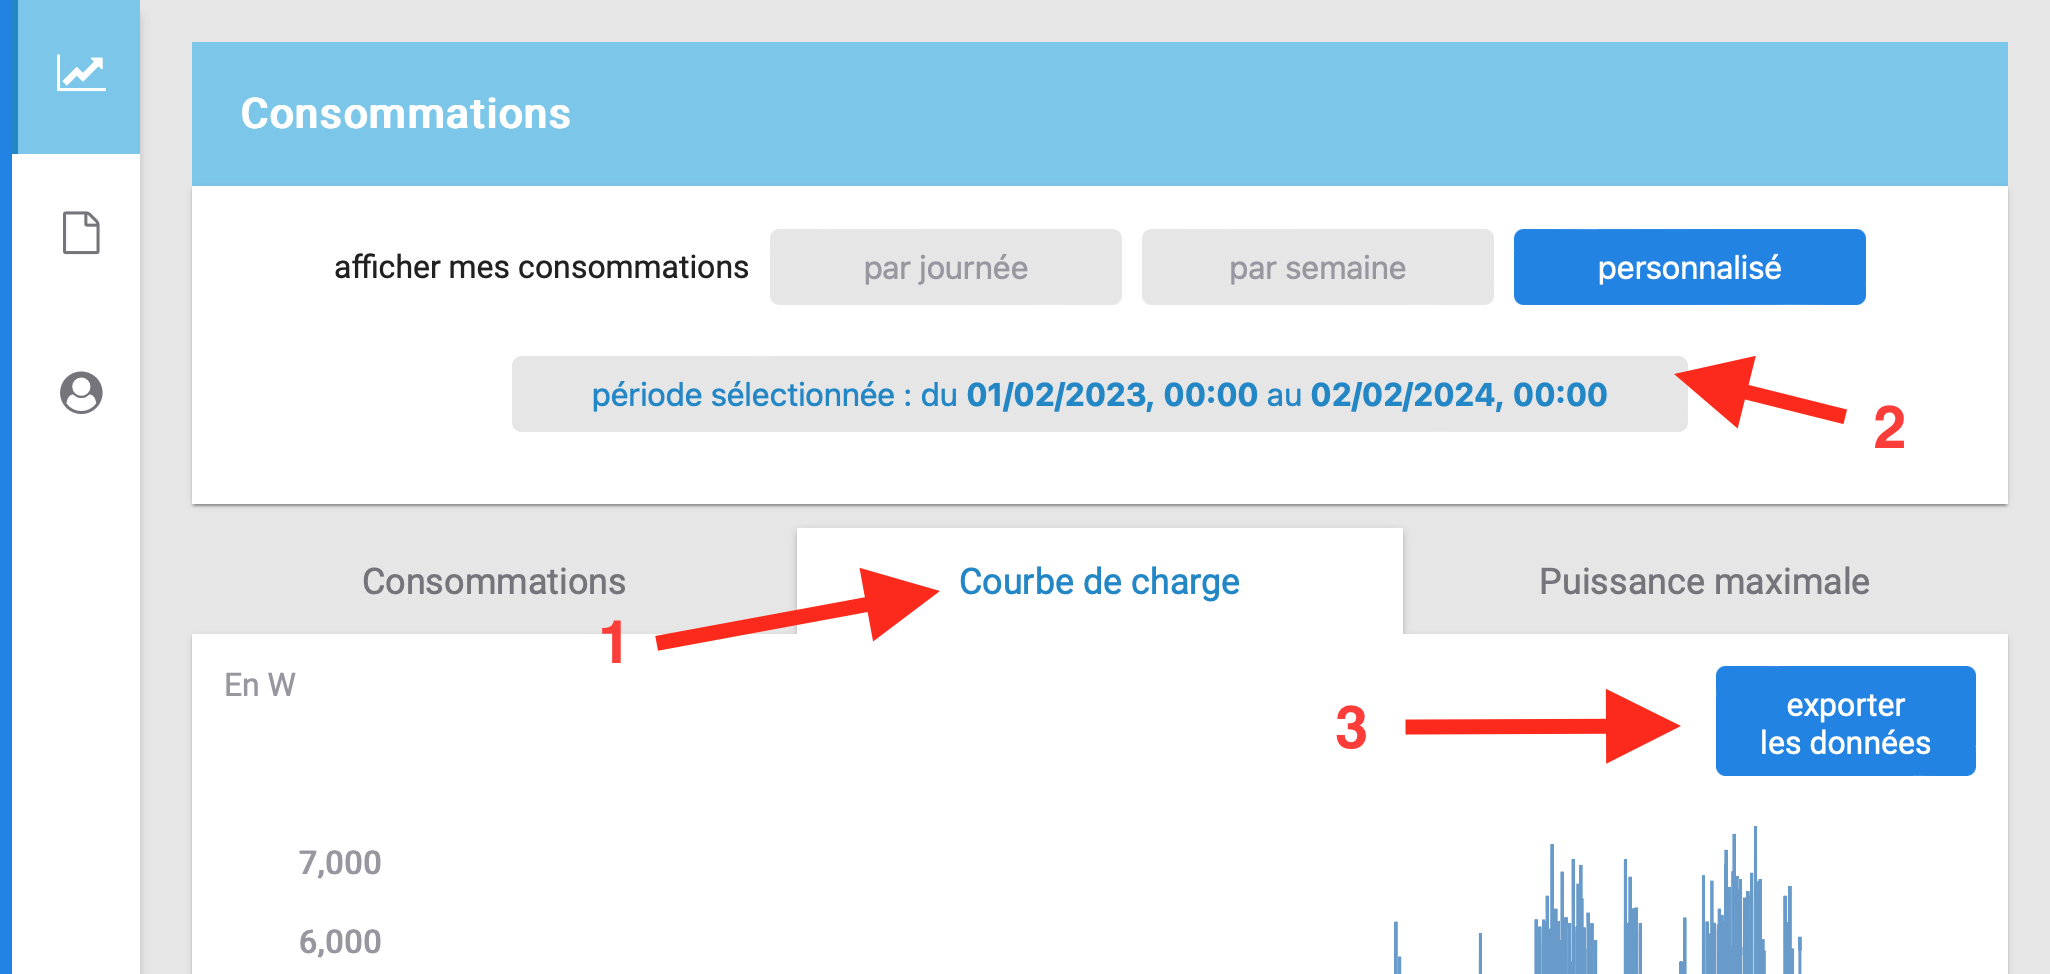 Consommations
afficher mes consommations
par journée
par semaine
personnalisé
période sélectionnée : du 01/02/2023, 00:00 au 02/02/2024, 00:00
2
Consommations
Courbe de charge
Puissance maximale
1
En W
3
exporter
les données
7,000
6,000